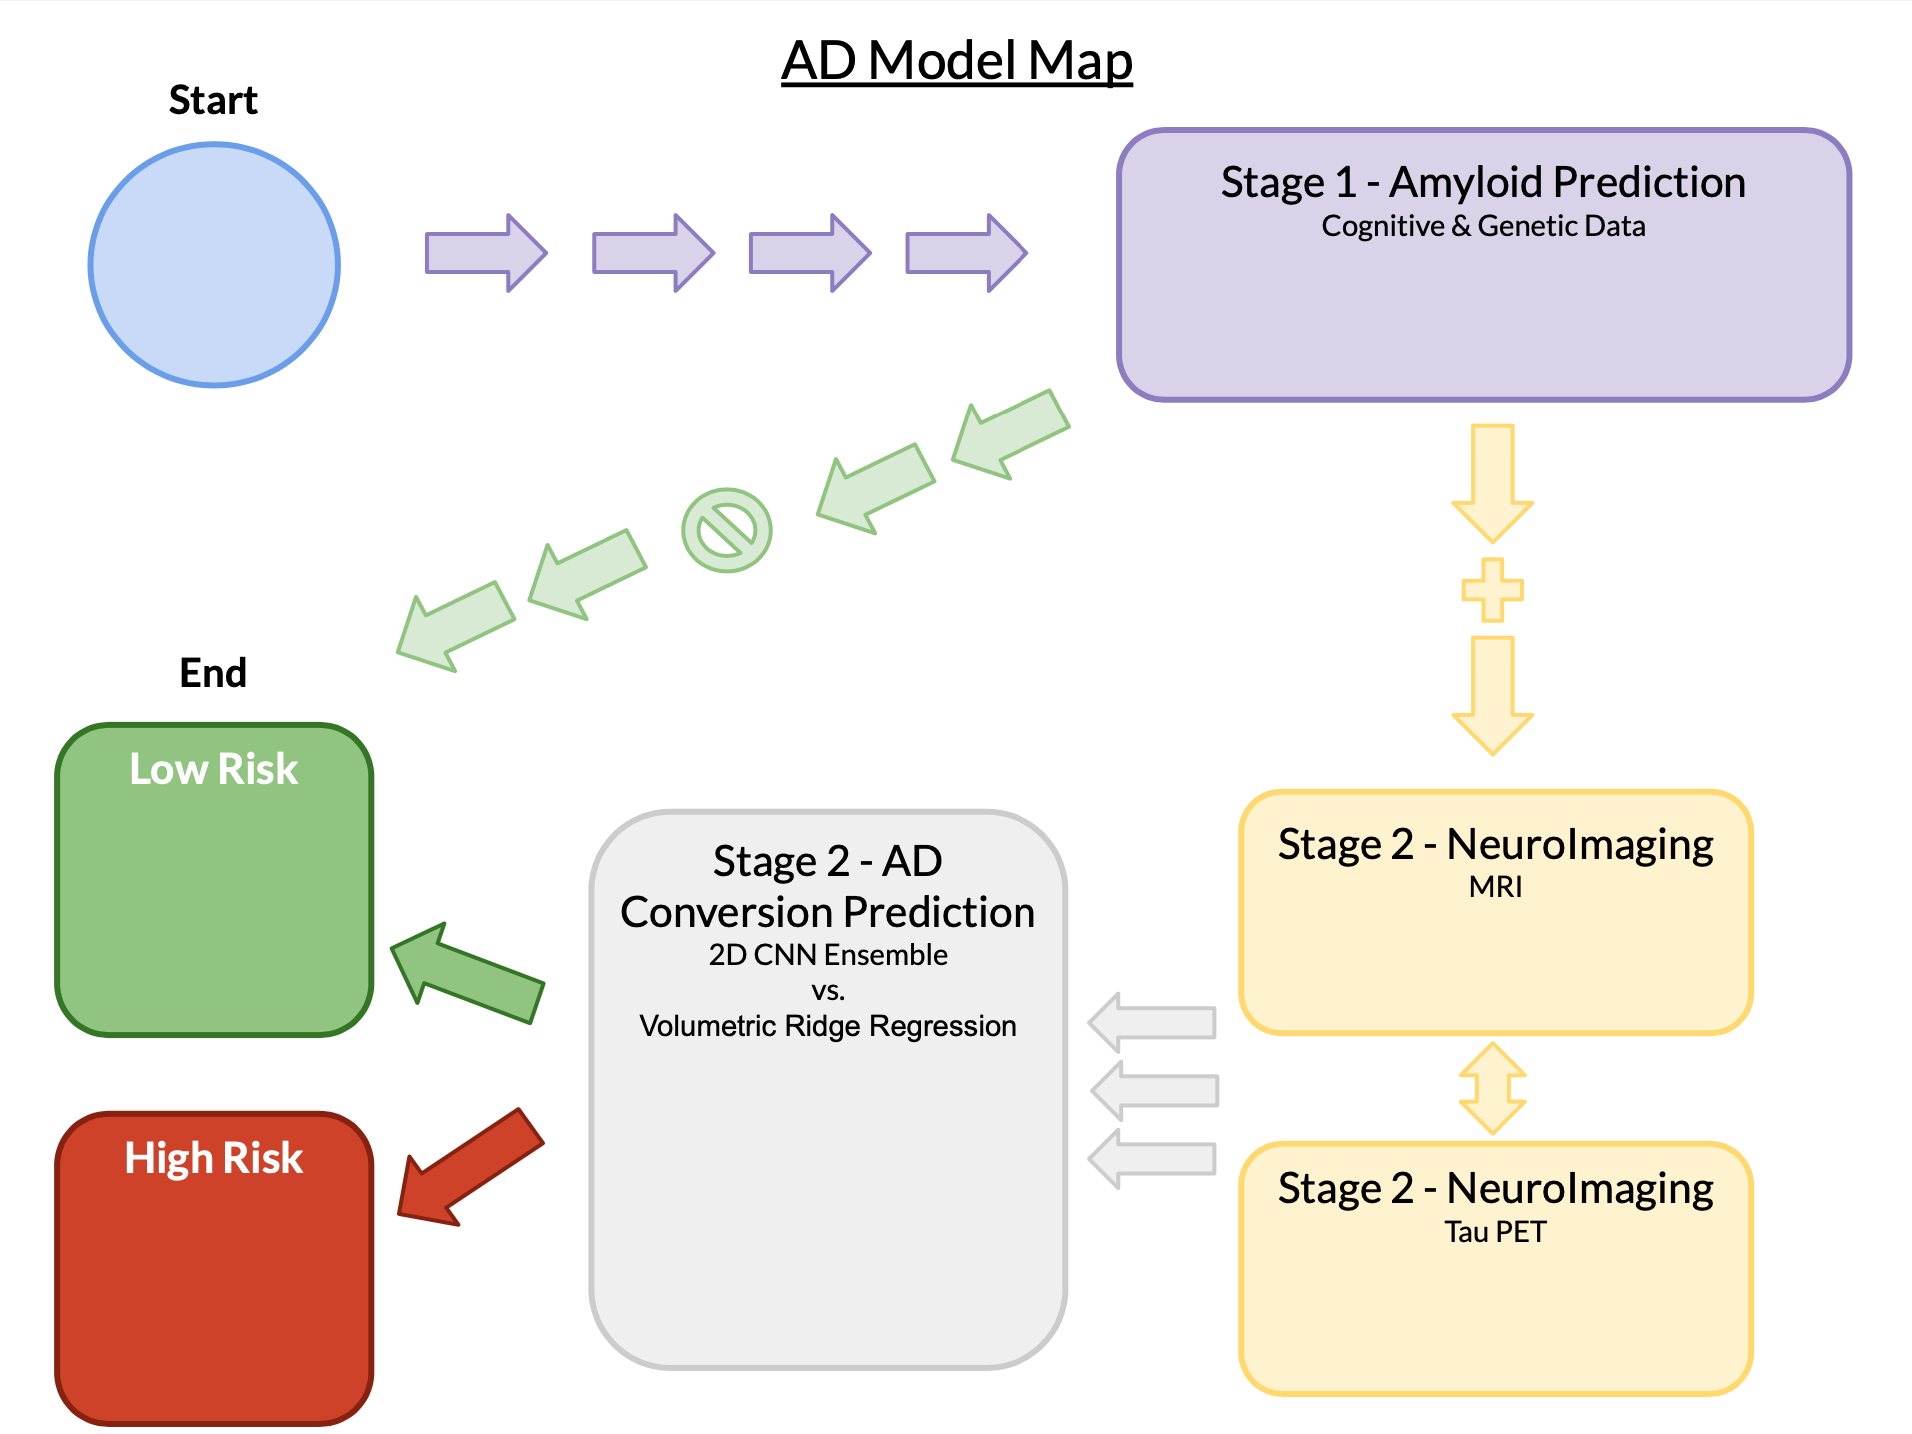 AD Model Map
Start
Stage 1 - Amyloid Prediction
Cognitive & Genetic Data
End
Low Risk
High Risk
Stage 2 - AD
Conversion Prediction
2D CNN Ensemble
vs.
Volumetric Ridge Regression
Stage 2 - NeuroImaging
MRI
Stage 2 - NeuroImaging
Tau PET